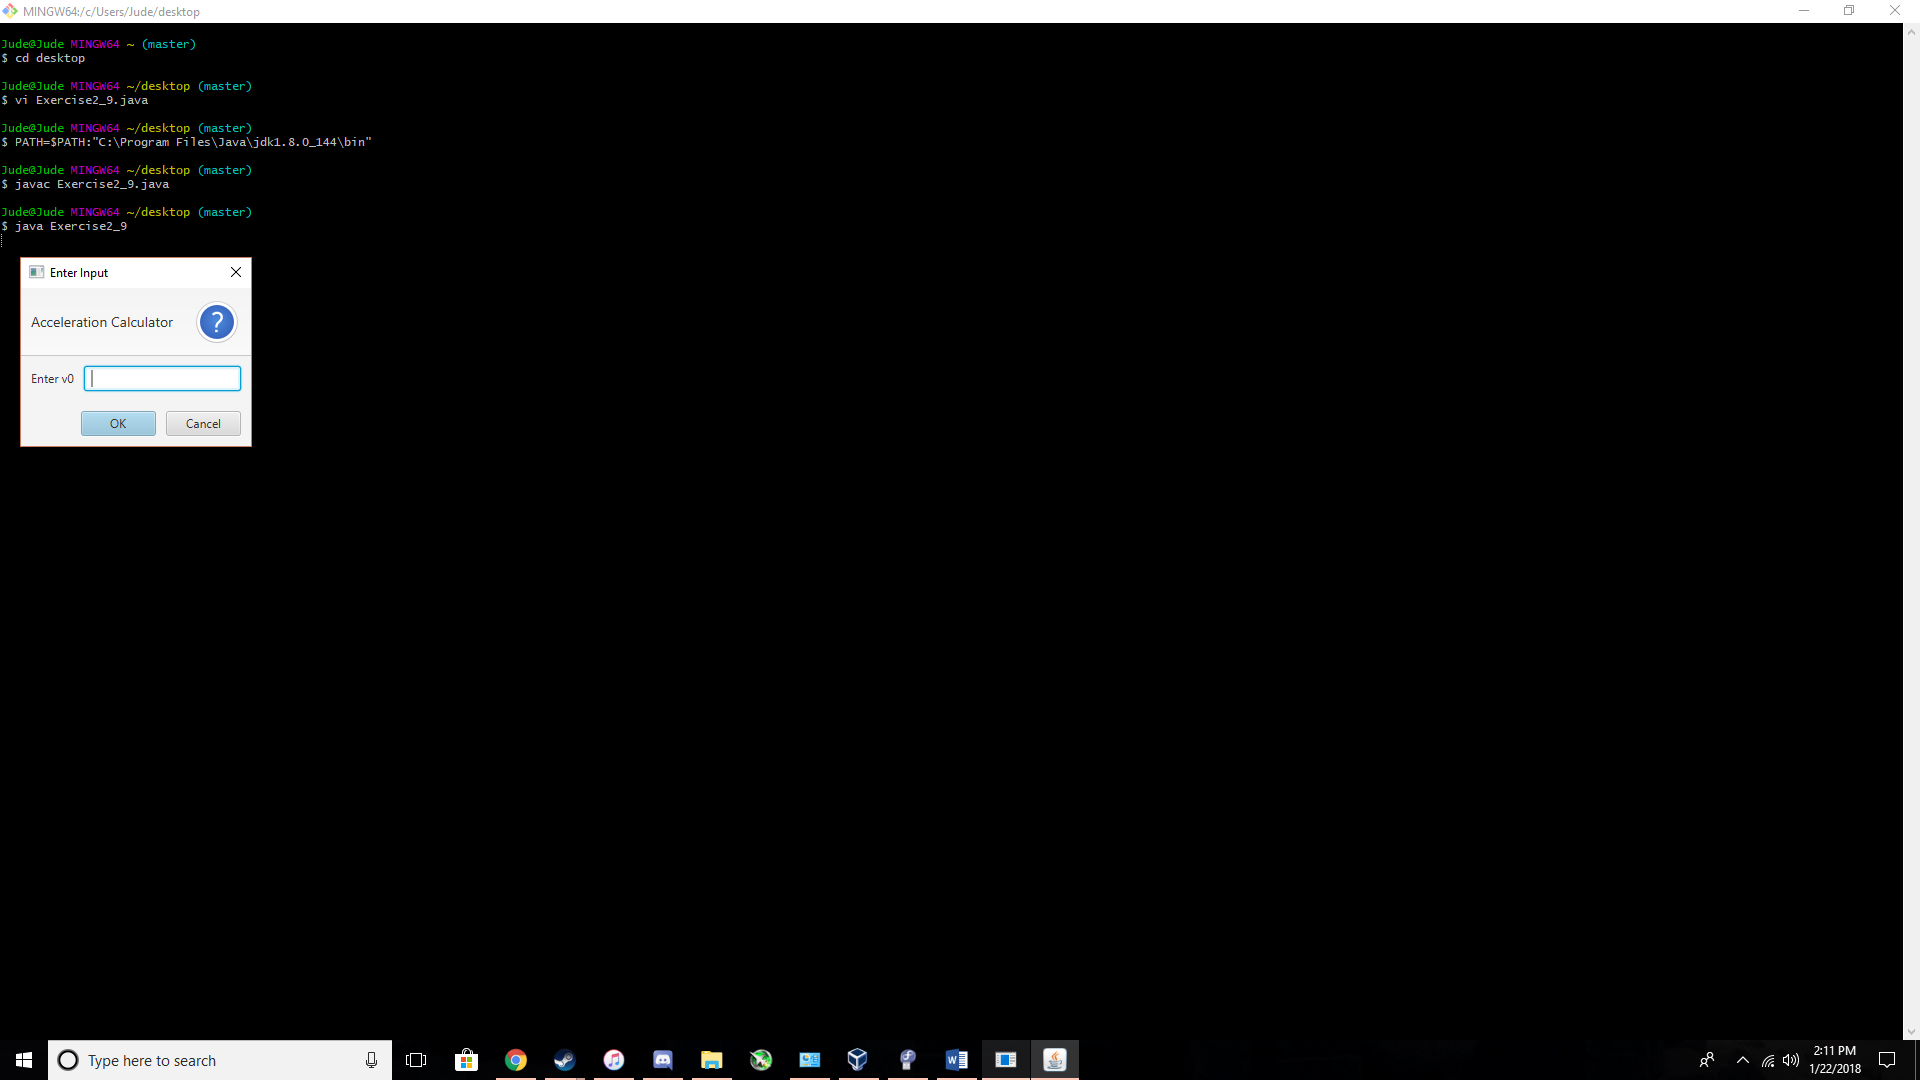 MINGW64:/c/Users/Jude/desktop
Jude@Jude MINGW64 ~ (master)
$ cd desktop
Jude@Jude MINGW64 ~/desktop (master)
$ vi Exercise2_9.java
Jude@Jude MINGW64 ~/desktop (master)
$ PATH=$PATH:"C:\Program Files\Java\jdk1.8.0_144\bin"
Jude@Jude MINGW64 ~/desktop (master)
$ javac Exercise2_9.java
Jude@Jude MINGW64 ~/desktop (master)
$ java Exercise2_9
Enter Input
Acceleration Calculator
?
Enter v0
OK
Cancel
Type here to search
2:11 PM
1/22/2018